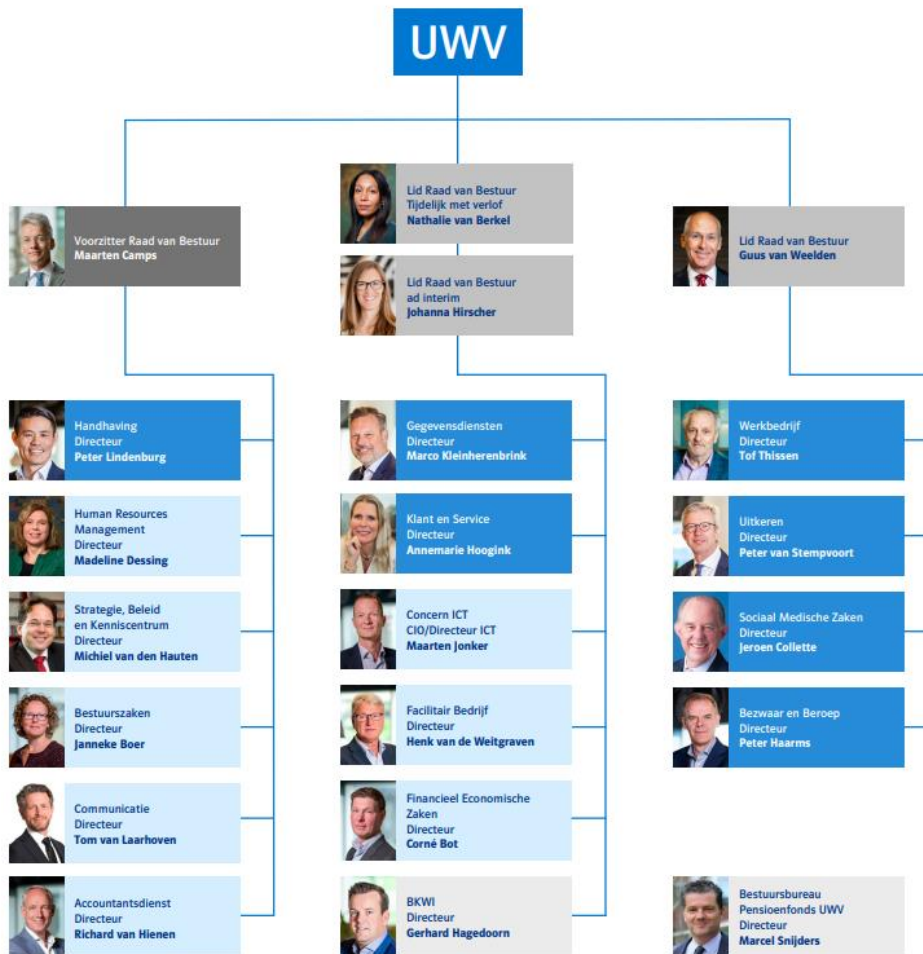 UWV
Voorzitter Raad van Bestuur
Maarten Camps
Lid Raad van Bestuur
Tijdelijk met verlof
Nathalie van Berkel
Lid Raad van Bestuur
ad interim
Johanna Hirscher
Lid Raad van Bestuur
Guus van Weelden
Handhaving
Directeur
Peter Lindenburg
Human Resources
Management
Directeur
Madeline Dessing
Strategie, Beleid
en Kenniscentrum
Directeur
Michiel van den Hauten
Bestuurszaken
Directeur
Janneke Boer
Communicatie
Directeur
Tom van Laarhoven
Accountantsdienst
Directeur
Richard van Hienen
Gegevensdiensten
Directeur
Marco Kleinherenbrink
Klant en Service
Directeur
Annemarie Hoogink
Concern ICT
CIO/Directeur ICT
Maarten Jonker
Facilitair Bedrijf
Directeur
Henk van de Weitgraven
Financieel Economische
Zaken
Directeur
Corné Bot
BKWI
Directeur
Gerhard Hagedoorn
Werkbedrijf
Directeur
Tof Thissen
Uitkeren
Directeur
Peter van Stempvoort
Sociaal Medische Zaken
Directeur
Jeroen Collette
Bezwaar en Beroep
Directeur
Peter Haarms
Bestuursbureau
Pensioenfonds UWV
Directeur
Marcel Snijders